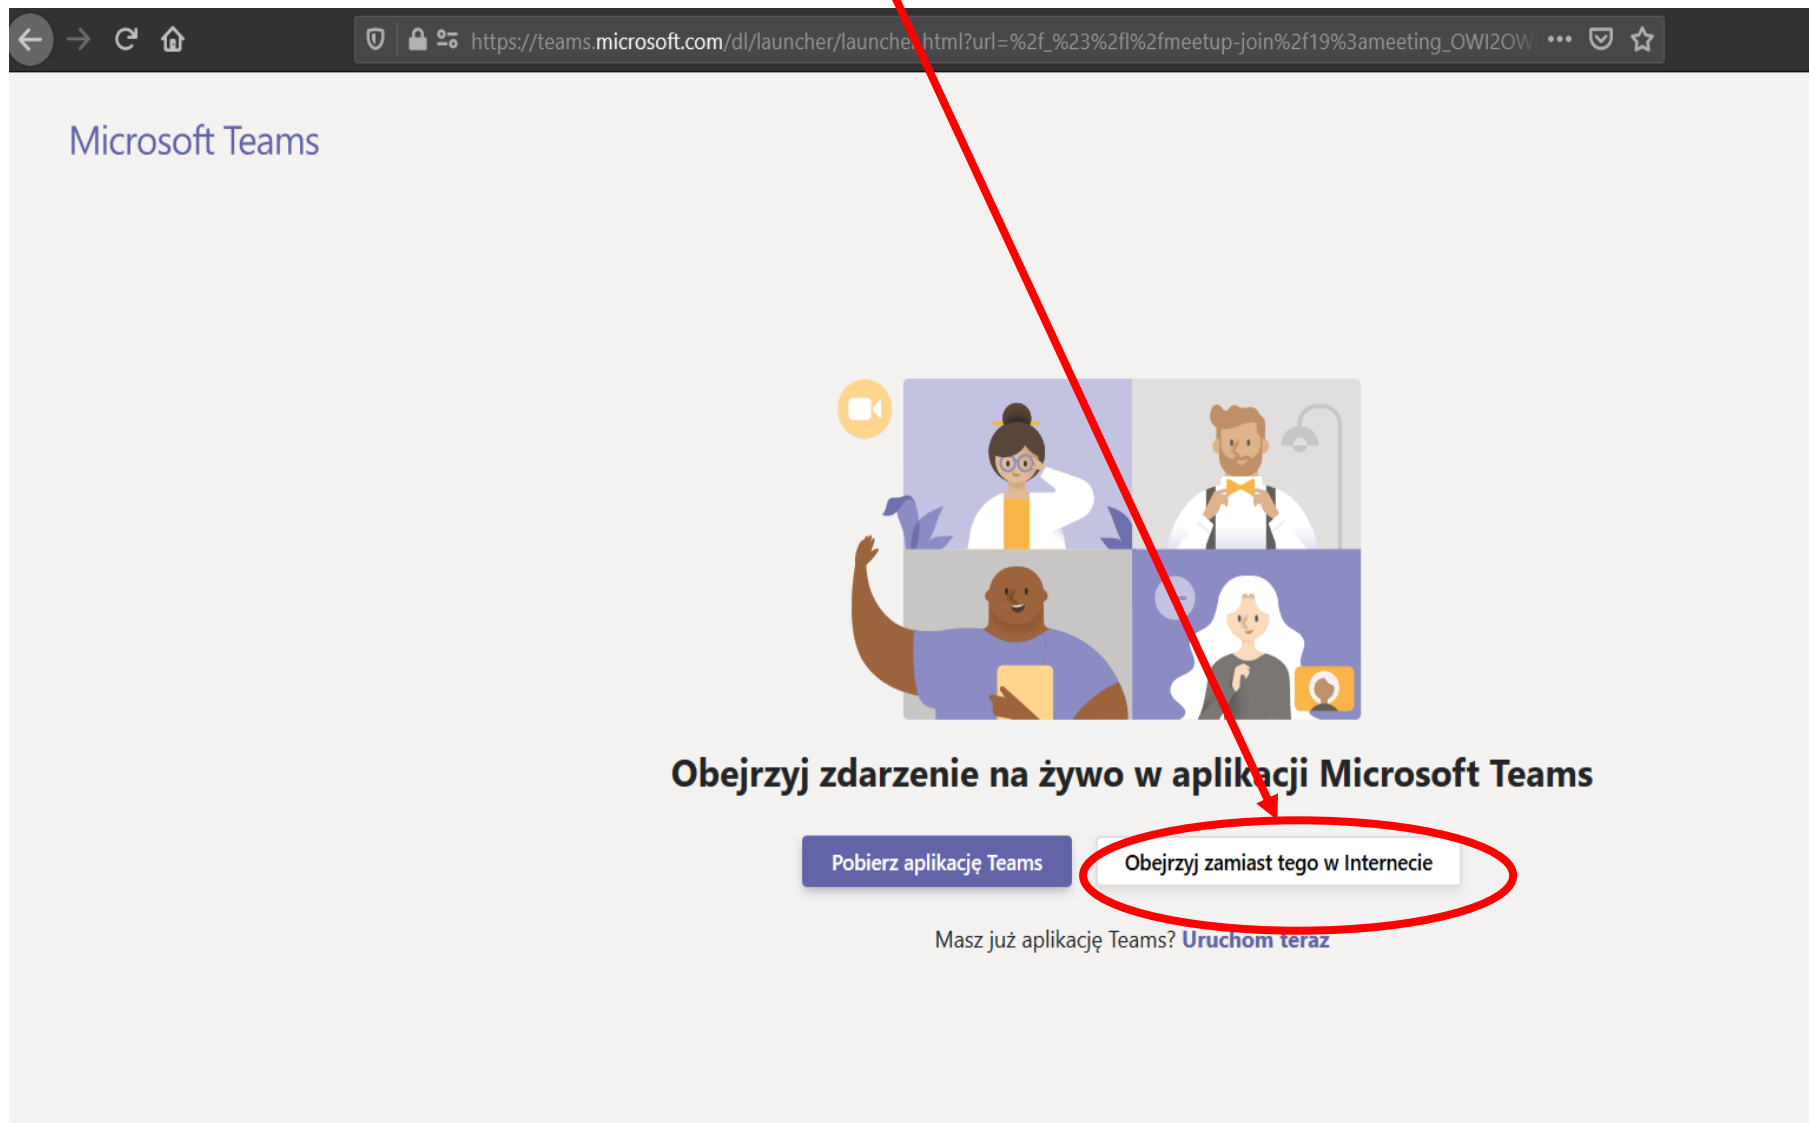 https://teams.microsoft.com/dl/launcher/launcher.html?url=%2f_%23%2fl%2fmeetup-join%2f19%3ameeting_OWI2OW
Microsoft Teams
Obejrzyj zdarzenie na żywo w aplikacji Microsoft Teams
Pobierz aplikację Teams
Obejrzyj zamiast tego w Internecie
Masz już aplikację Teams? Uruchom teraz